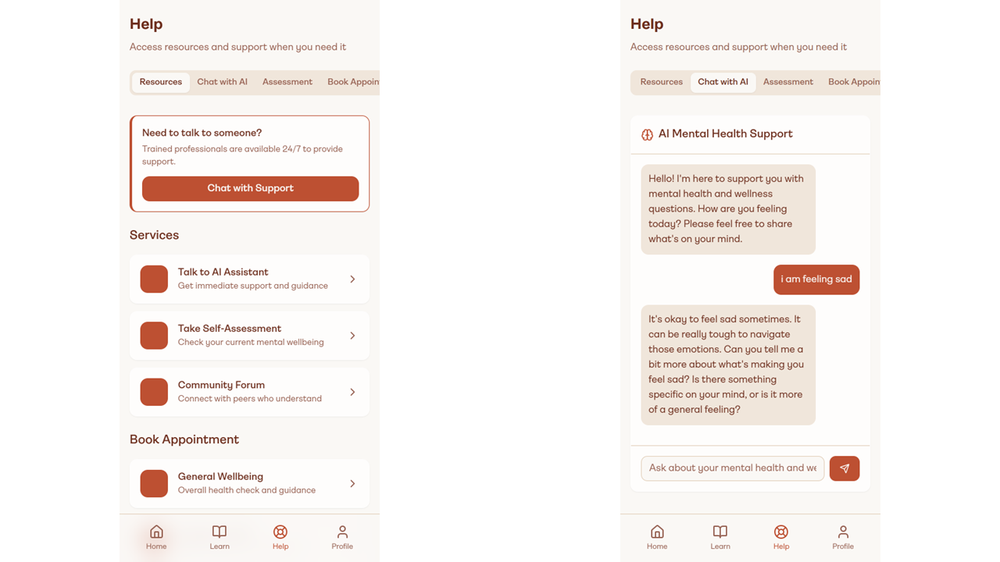 Help
Access resources and support when you need it
Resources
Chat with AI
Assessment
Book Appoin
Need to talk to someone?
Trained professionals are available 24/7 to provide
support.
Chat with Support
Services
Talk to AI Assistant
Get immediate support and guidance
Take Self-Assessment
Check your current mental wellbeing
Community Forum
Connect with peers who understand
Book Appointment
General Wellbeing
Overall health check and guidance
Home
Learn
Help
Profile
Help
Access resources and support when you need it
Resources
Chat with AI
Assessment
Book Appoin
AI Mental Health Support
Hello! I'm here to support you with
mental health and wellness
questions. How are you feeling
today? Please feel free to share
what's on your mind.
i am feeling sad
It's okay to feel sad sometimes. It
can be really tough to navigate
those emotions. Can you tell me a
bit more about what's making you
feel sad? Is there something
specific on your mind, or is it more
of a general feeling?
Ask about your mental health and we
Home
Learn
Help
Profile